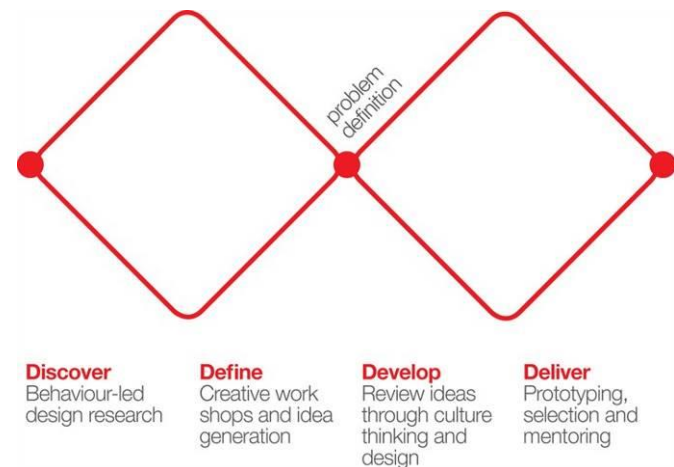 problem
definition
Discover
Behaviour-led
design research
Define
Creative work
shops and idea
generation
Develop
Review ideas
through culture
thinking and
design
Deliver
Prototyping,
selection and
mentoring